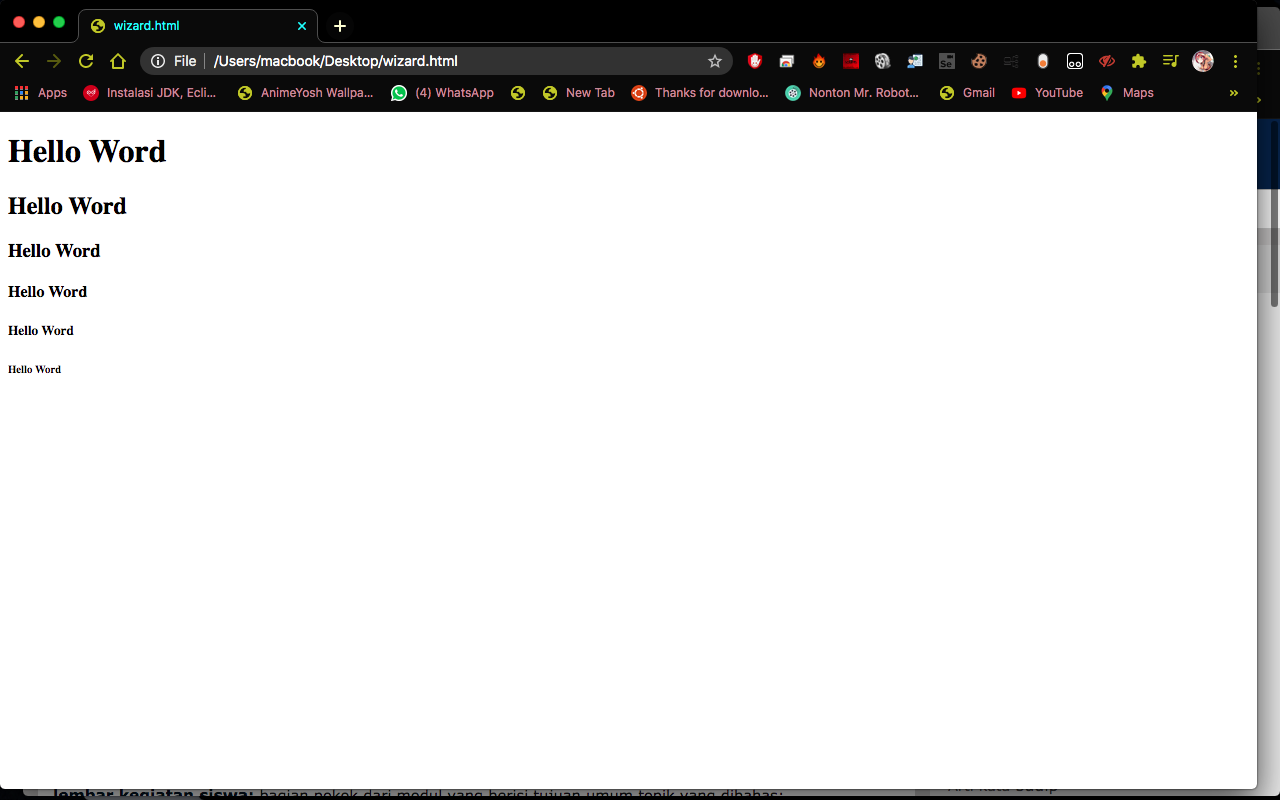 wizard.html
File /Users/macbook/Desktop/wizard.html
Apps Instalasi JDK, Ecli... AnimeYosh Wallpa... (4) WhatsApp New Tab Thanks for downlo... Nonton Mr. Robot... Gmail YouTube Maps
Hello Word
Hello Word
Hello Word
Hello Word
Hello Word
Hello Word
lembar kegiatan siswa: bagian pokok dari modul yang berisi tujuan umum topik yang dibahas;